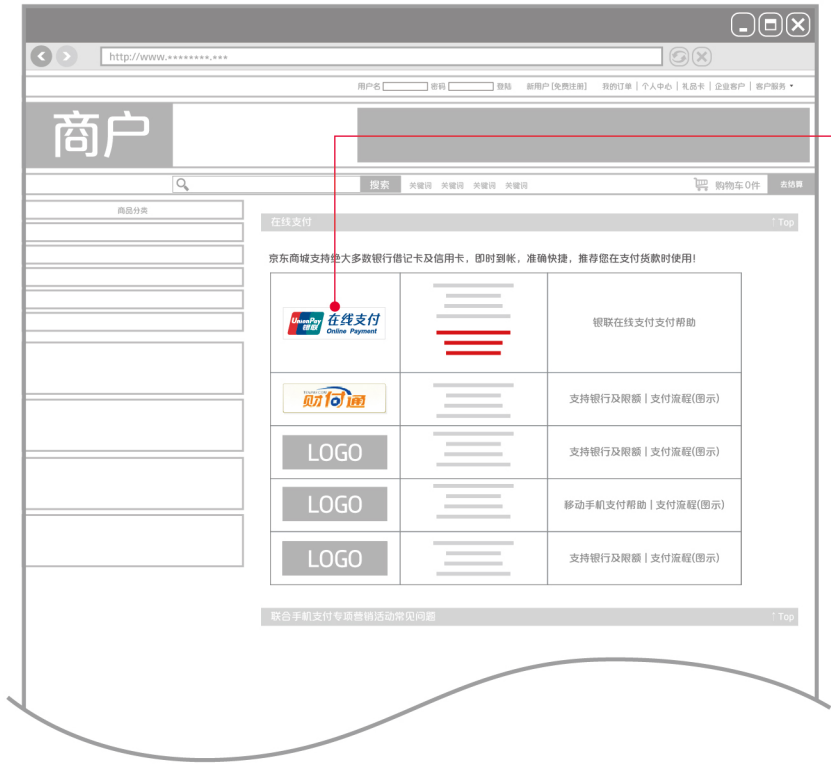 http://www.********.***
用户名 密码 登陆 新用户[免费注册] 我的订单 | 个人中心 | 礼品卡 | 企业客户 | 客户服务
商户
搜索 关键词 关键词 关键词 关键词 购物车0件 去结算
商品分类
在线支付 ↑Top
京东商城支持绝大多数银行借记卡及信用卡，即时到帐，准确快捷，推荐您在支付货款时使用！
UnionPay 银联 在线支付 Online Payment
银联在线支付支付帮助
财付通
支持银行及限额 | 支付流程(图示)
LOGO
支持银行及限额 | 支付流程(图示)
LOGO
移动手机支付帮助 | 支付流程(图示)
LOGO
支持银行及限额 | 支付流程(图示)
联合手机支付专项营销活动常见问题 ↑Top